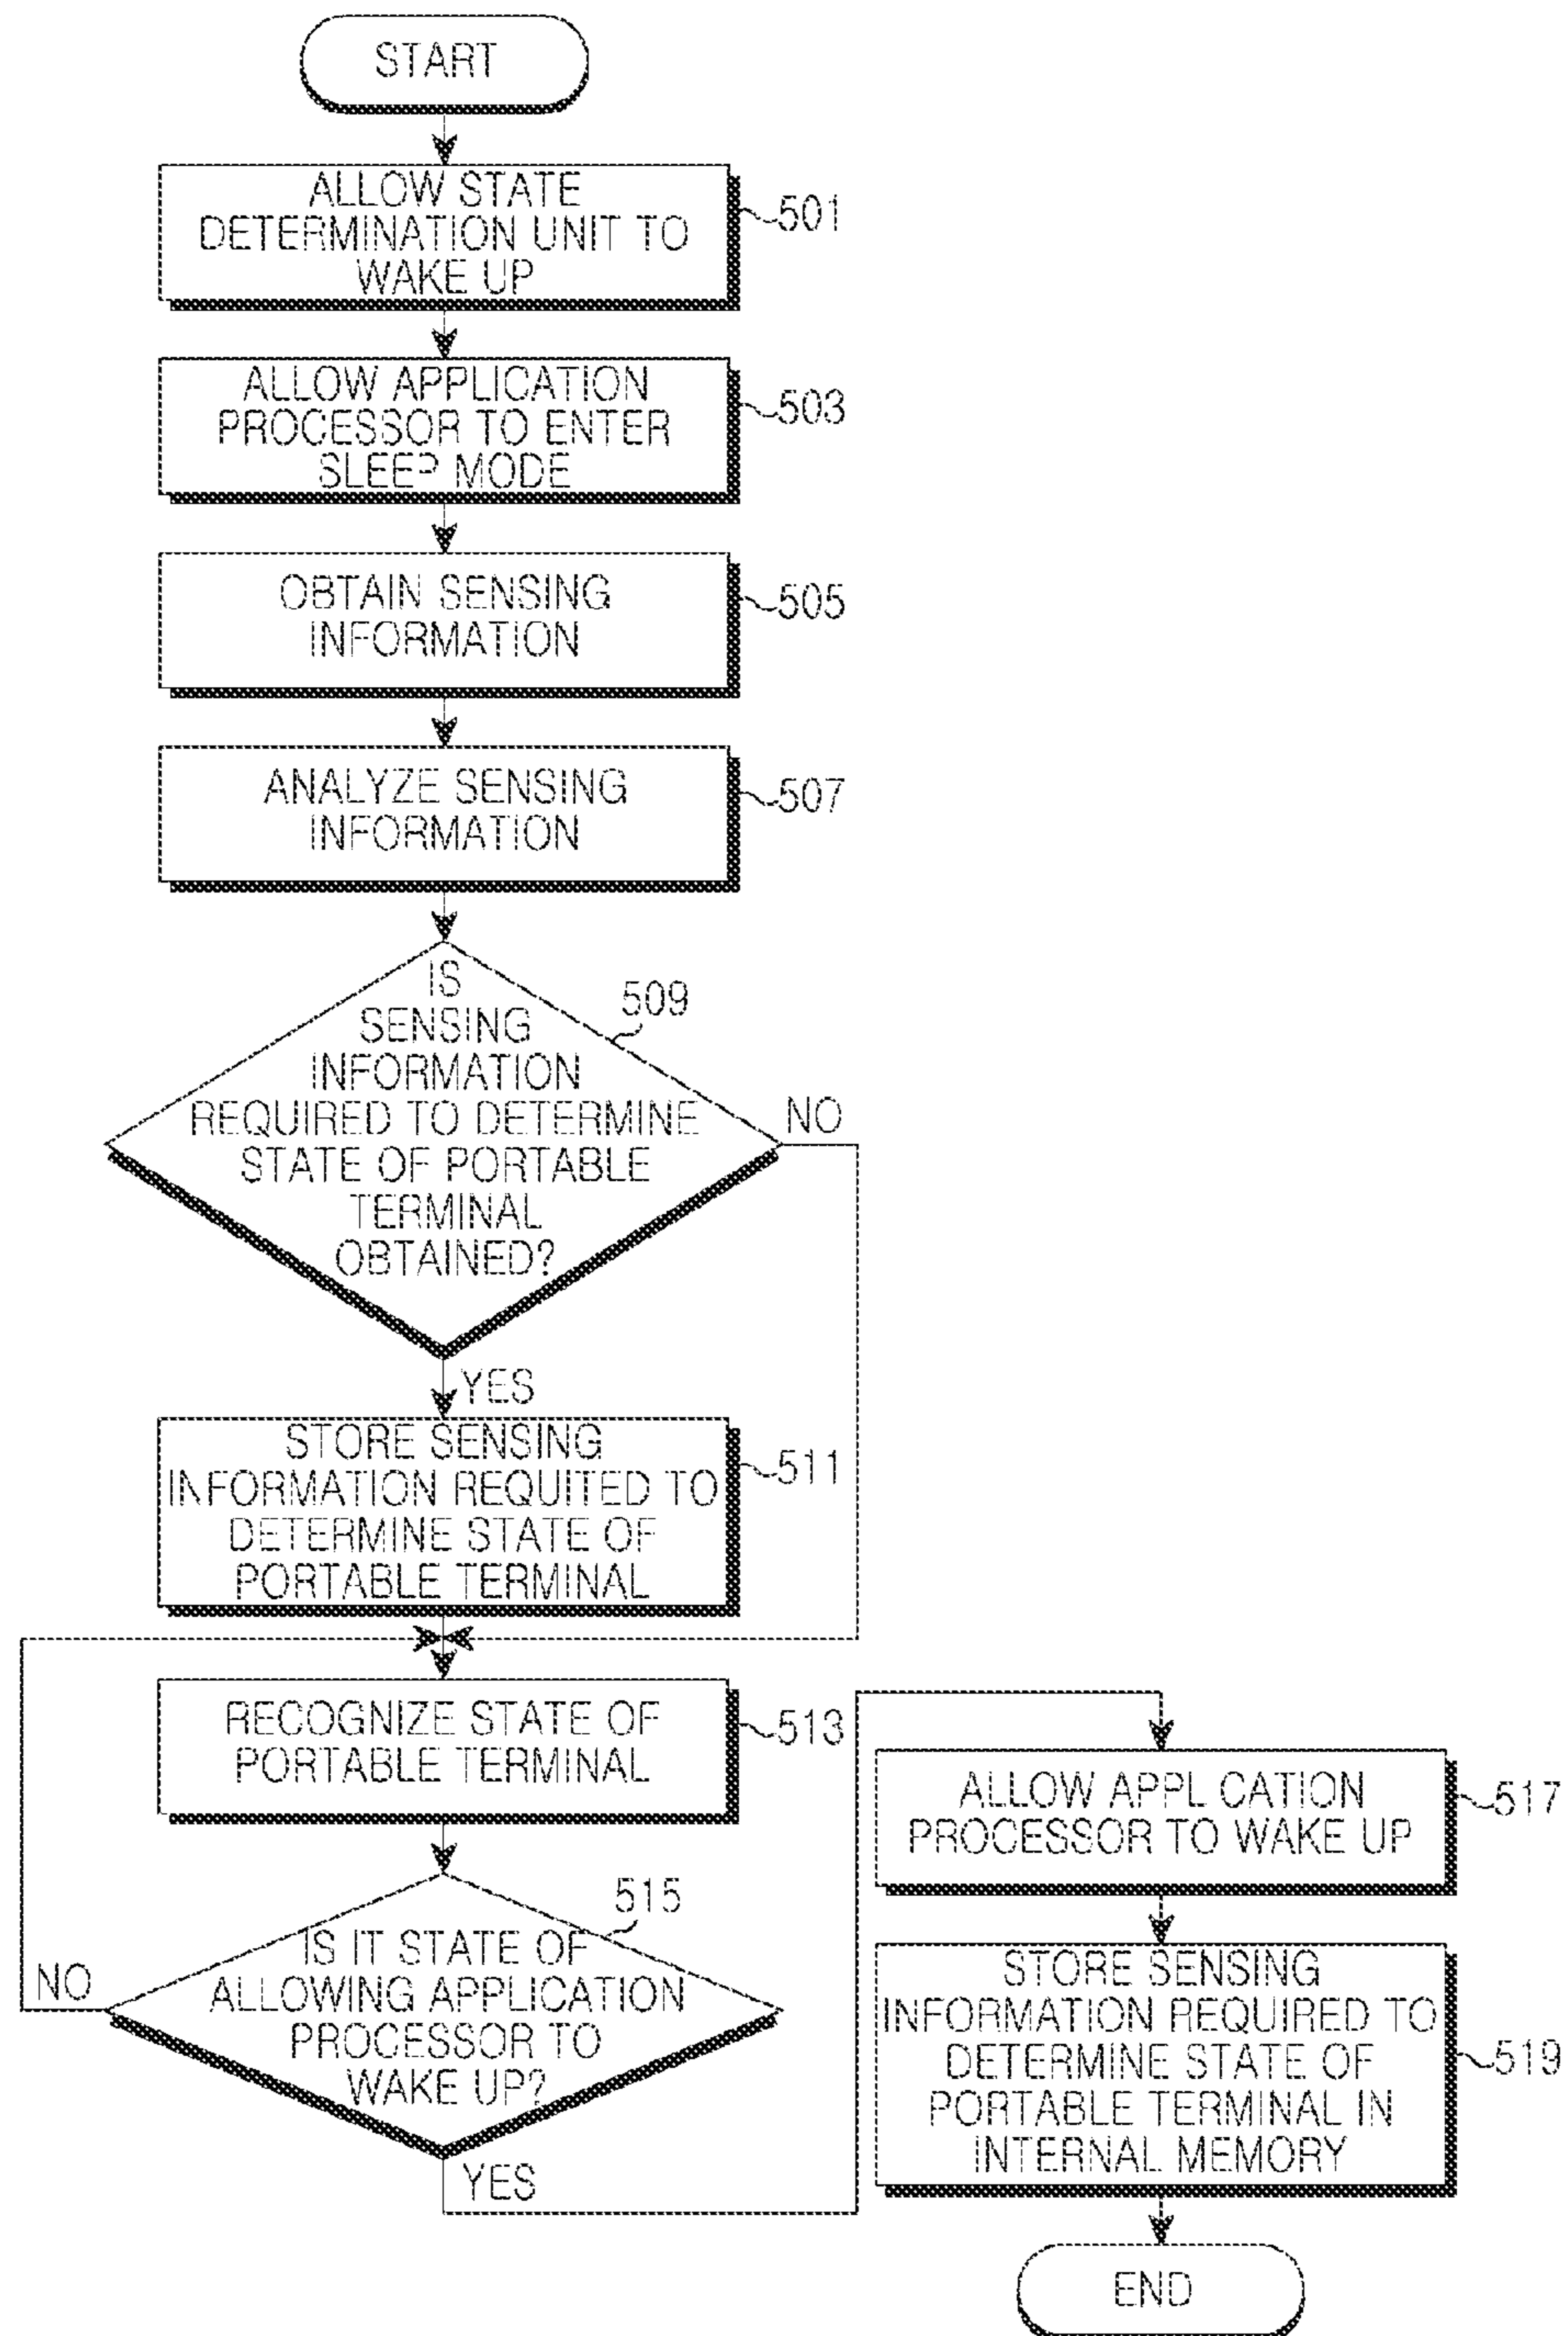 START
ALLOW STATE
DETERMINATION UNIT TO
WAKE UP
501
ALLOW APPLICATION
PROCESSOR TO ENTER
SLEEP MODE
503
OBTAIN SENSING
INFORMATION
505
ANALYZE SENSING
INFORMATION
507
IS
SENSING
INFORMATION
REQUIRED TO DETERMINE
STATE OF PORTABLE
TERMINAL
OBTAINED?
509
NO
YES
STORE SENSING
INFORMATION REQUITED TO
DETERMINE STATE OF
PORTABLE TERMINAL
511
RECOGNIZE STATE OF
PORTABLE TERMINAL
513
IS IT STATE OF
ALLOWING APPLICATION
PROCESSOR TO
WAKE UP?
515
NO
YES
ALLOW APPL CATION
PROCESSOR TO WAKE UP
517
STORE SENSING
INFORMATION REQUIRED TO
DETERMINE STATE OF
PORTABLE TERMINAL IN
INTERNAL MEMORY
519
END